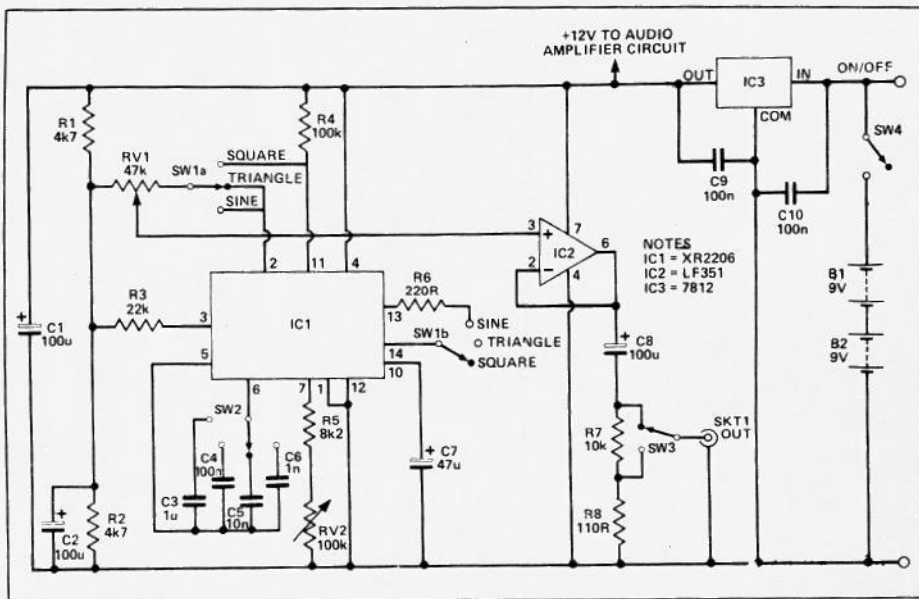 +12V TO AUDIO
AMPLIFIER CIRCUIT
OUT
IC3
IN
ON/OFF
COM
SW4
R1
4k7
R4
100k
RV1
47k
SW1a
SQUARE
TRIANGLE
SINE
C9
100n
C10
100n
2
11
4
3
+
7
IC2
6
2
−
4
NOTES
IC1 = XR2206
IC2 = LF351
IC3 = 7812
B1
9V
B2
9V
R3
22k
3
IC1
R6
220R
13
SINE
TRIANGLE
SW1b
SQUARE
14
10
5
6
7
1
12
+
C1
100u
+
C8
100u
SW2
R5
8k2
C4
100n
C6
1n
C3
1u
C5
10n
+
C7
47u
R7
10k
SW3
SKT1
OUT
+
C2
100u
R2
4k7
RV2
100k
R8
110R